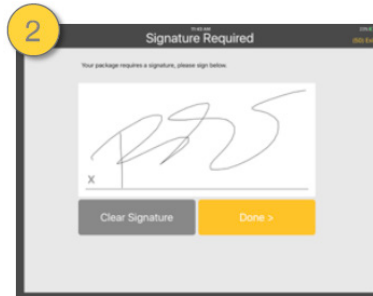 2
Signature Required
Your package requires a signature, please sign below.
X
Clear Signature
Done >